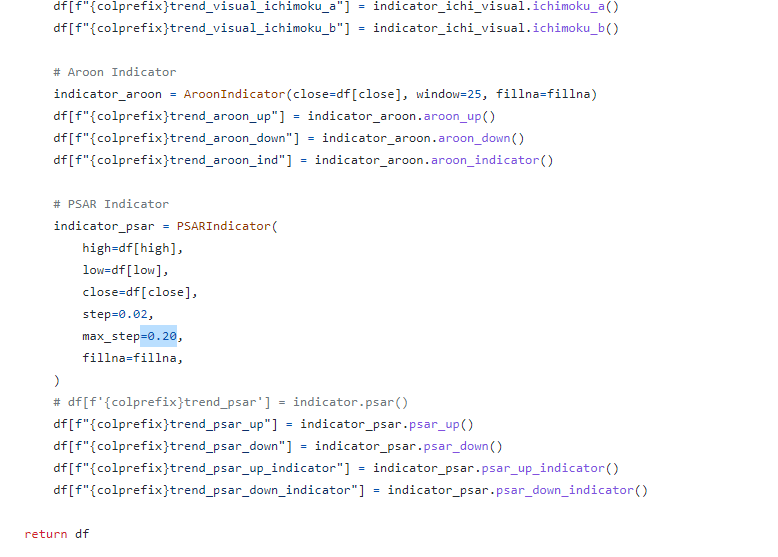 df[f"{colprefix}trend_visual_ichimoku_a"] = indicator_ichi_visual.ichimoku_a()
df[f"{colprefix}trend_visual_ichimoku_b"] = indicator_ichi_visual.ichimoku_b()
# Aroon Indicator
indicator_aroon = AroonIndicator(close=df[close], window=25, fillna=fillna)
df[f"{colprefix}trend_aroon_up"] = indicator_aroon.aroon_up()
df[f"{colprefix}trend_aroon_down"] = indicator_aroon.aroon_down()
df[f"{colprefix}trend_aroon_ind"] = indicator_aroon.aroon_indicator()
# PSAR Indicator
indicator_psar = PSARIndicator(
high=df[high],
low=df[low],
close=df[close],
step=0.02,
max_step=0.20,
fillna=fillna,
)
# df[f'{colprefix}trend_psar'] = indicator.psar()
df[f"{colprefix}trend_psar_up"] = indicator_psar.psar_up()
df[f"{colprefix}trend_psar_down"] = indicator_psar.psar_down()
df[f"{colprefix}trend_psar_up_indicator"] = indicator_psar.psar_up_indicator()
df[f"{colprefix}trend_psar_down_indicator"] = indicator_psar.psar_down_indicator()
return df